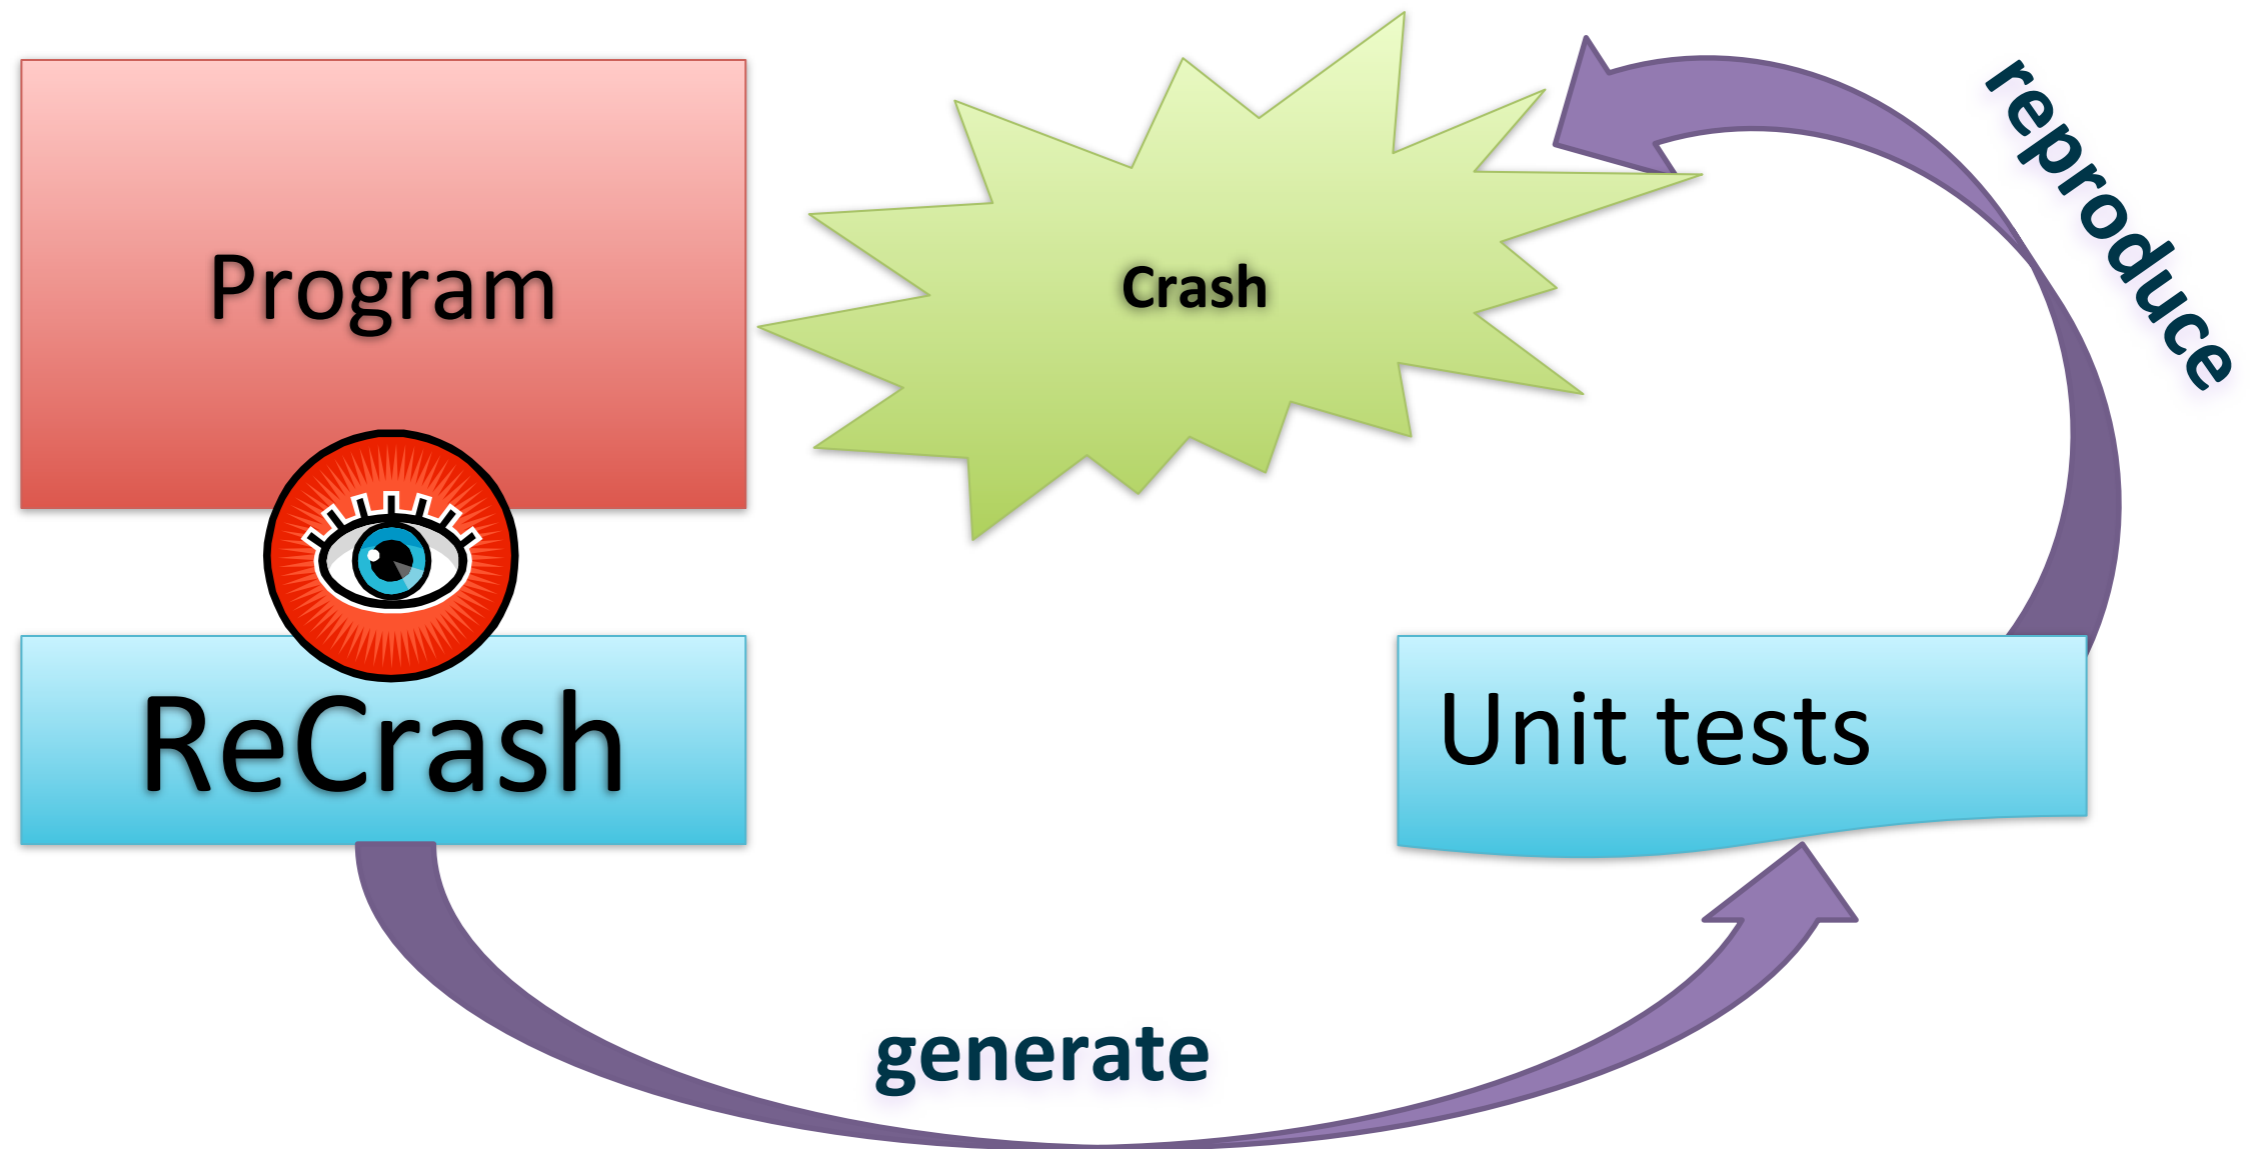 Program
Crash
reproduce
ReCrash
Unit tests
generate